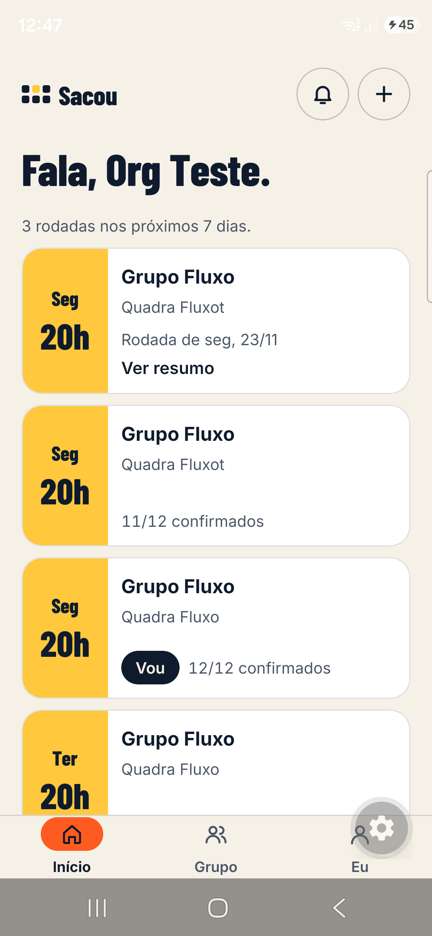 12:47
45
Sacou
Fala, Org Teste.
3 rodadas nos próximos 7 dias.
Seg
20h
Grupo Fluxo
Quadra Fluxot
Rodada de seg, 23/11
Ver resumo
Seg
20h
Grupo Fluxo
Quadra Fluxot
11/12 confirmados
Seg
20h
Grupo Fluxo
Quadra Fluxo
Vou
12/12 confirmados
Ter
20h
Grupo Fluxo
Quadra Fluxo
Início
Grupo
Eu